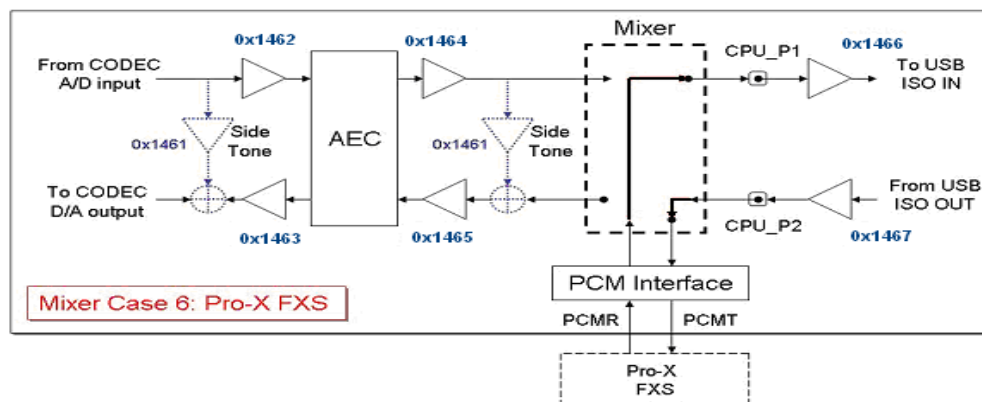 Mixer
0x1462
0x1464
CPU_P1
0x1466
From CODEC
A/D input
To USB
ISO IN
0x1461
Side
Tone
AEC
0x1461
Side
Tone
To CODEC
D/A output
From USB
ISO OUT
0x1463
0x1465
CPU_P2
0x1467
PCM Interface
Mixer Case 6: Pro-X FXS
PCMR
PCMT
Pro-X
FXS